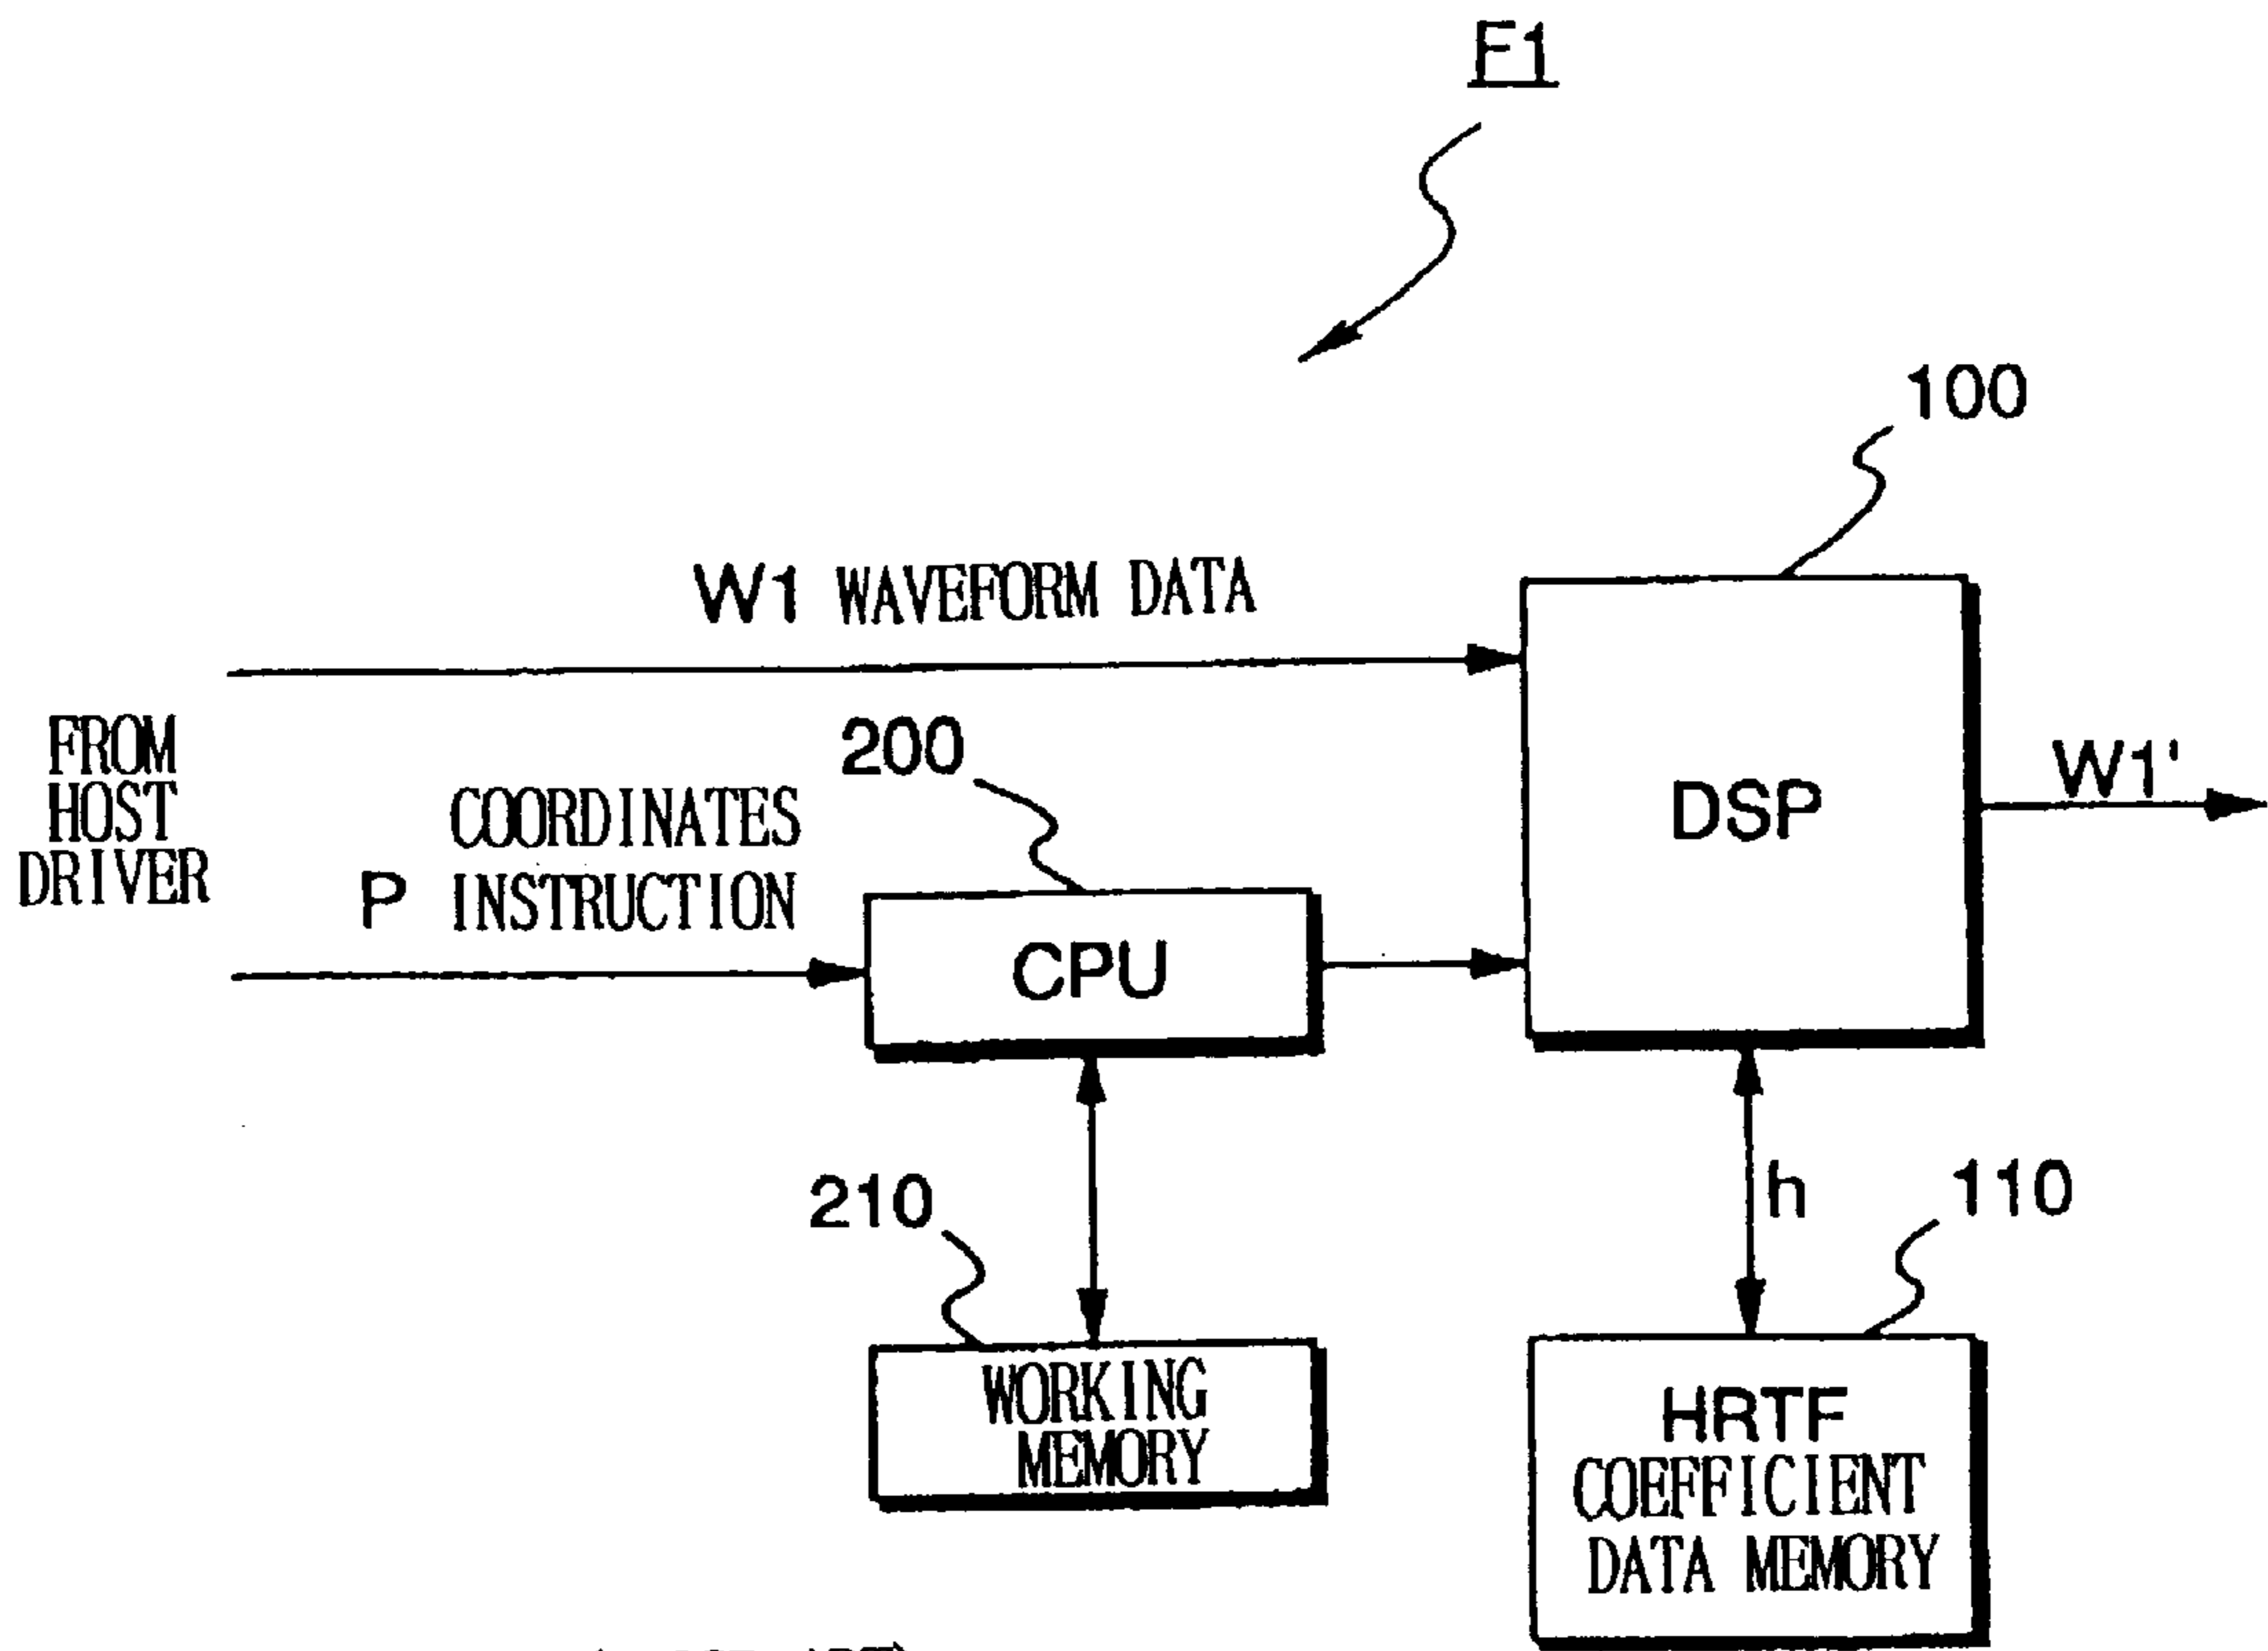 F1
100
W1 WAVEFORM DATA
FROM
HOST
DRIVER
200
COORDINATES
P INSTRUCTION
CPU
DSP
W1'
210
h
110
WORKING
MEMORY
HRTF
COEFFICIENT
DATA MEMORY